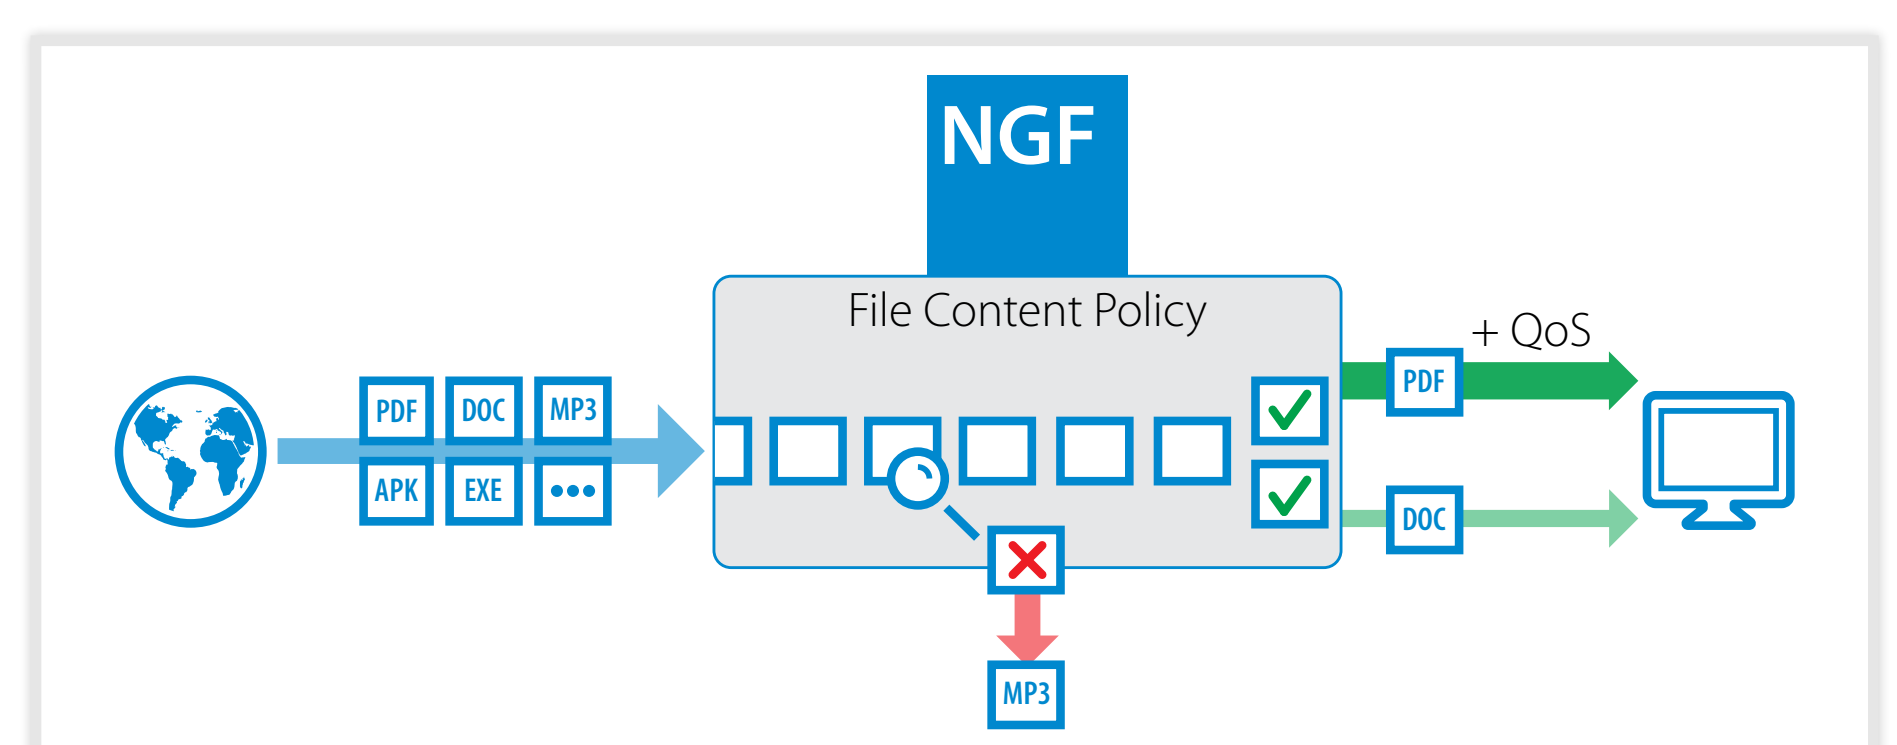 NGF
File Content Policy
+ QoS
PDF
DOC
MP3
APK
EXE
PDF
DOC
MP3